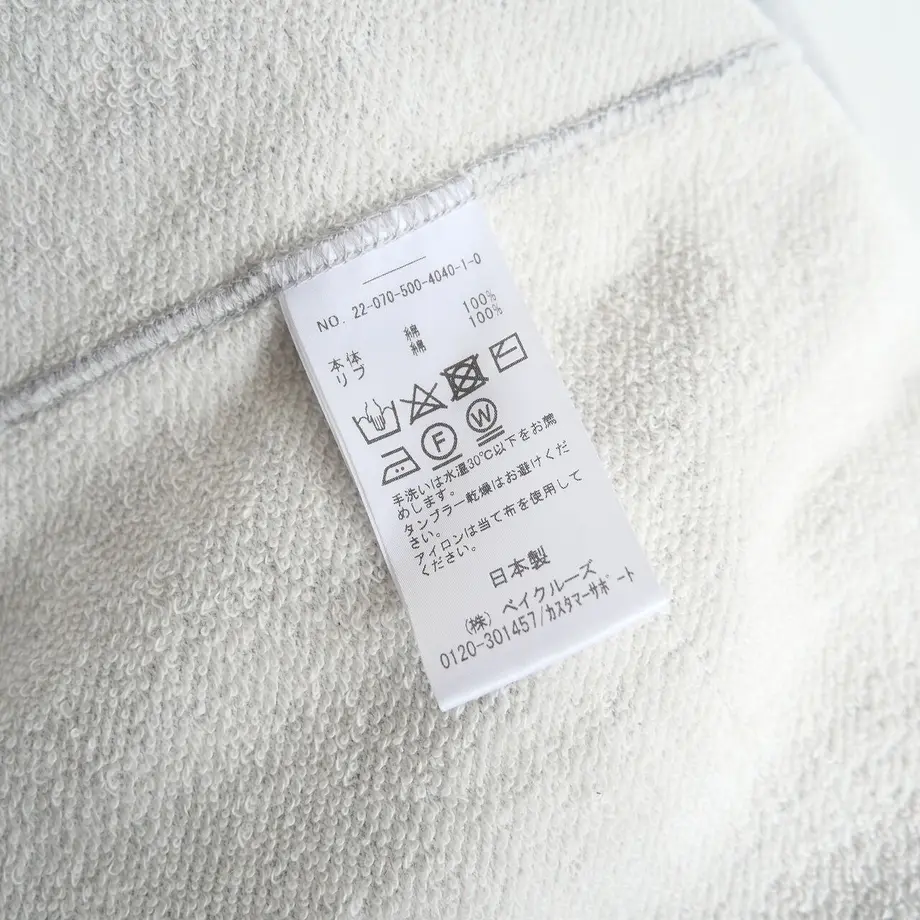 NO. 22-070-500-4040-1-0
本体 綿 100%
リブ 綿 100%
F W
手洗いは水温30℃以下をお薦
めします。
タンブラー乾燥はお避けくだ
さい。
アイロンは当て布を使用して
ください。
日本製
(株) ベイクルーズ
0120-301457/カスタマーサポート